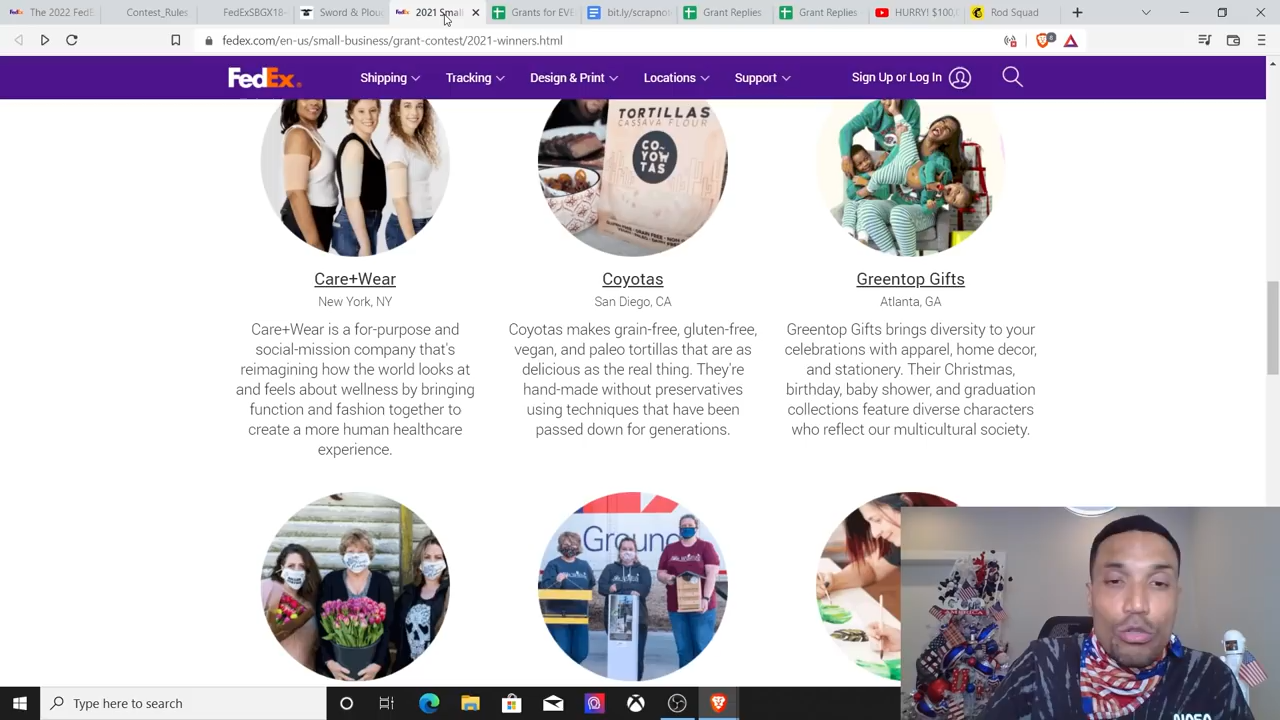 The 2022 FedE
Contest_Rules
FedExSBGX18-
Sword & Plou
2021 Small
Grants for EVE
bit.ly/scrapnot
Grant Replies
Grant Replies
HURRY! $100,0
Rod Squad
fedex.com/en-us/small-business/grant-contest/2021-winners.html
6
FedEx®
Shipping
Tracking
Design & Print
Locations
Support
Sign Up or Log In
TORTILLAS
CASSAVA FLOUR
CO
YOW
TAS
Care+Wear
Coyotas
Greentop Gifts
New York, NY
San Diego, CA
Atlanta, GA
Care+Wear is a for-purpose and
social-mission company that's
reimagining how the world looks at
and feels about wellness by bringing
function and fashion together to
create a more human healthcare
experience.
Coyotas makes grain-free, gluten-free,
vegan, and paleo tortillas that are as
delicious as the real thing. They're
hand-made without preservatives
using techniques that have been
passed down for generations.
Greentop Gifts brings diversity to your
celebrations with apparel, home decor,
and stationery. Their Christmas,
birthday, baby shower, and graduation
collections feature diverse characters
who reflect our multicultural society.
Ground
AMERICA
NASA
Type here to search